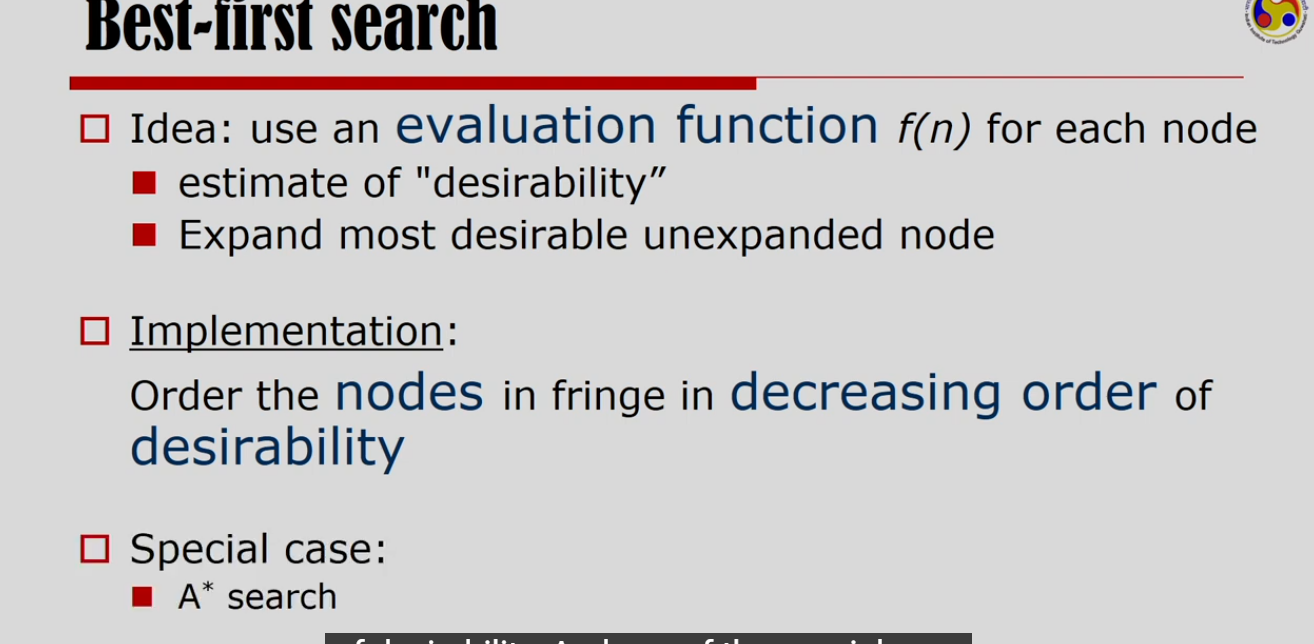 Best-first search
Idea: use an evaluation function f(n) for each node
estimate of "desirability”
Expand most desirable unexpanded node
Implementation:
Order the nodes in fringe in decreasing order of
desirability
Special case:
A* search